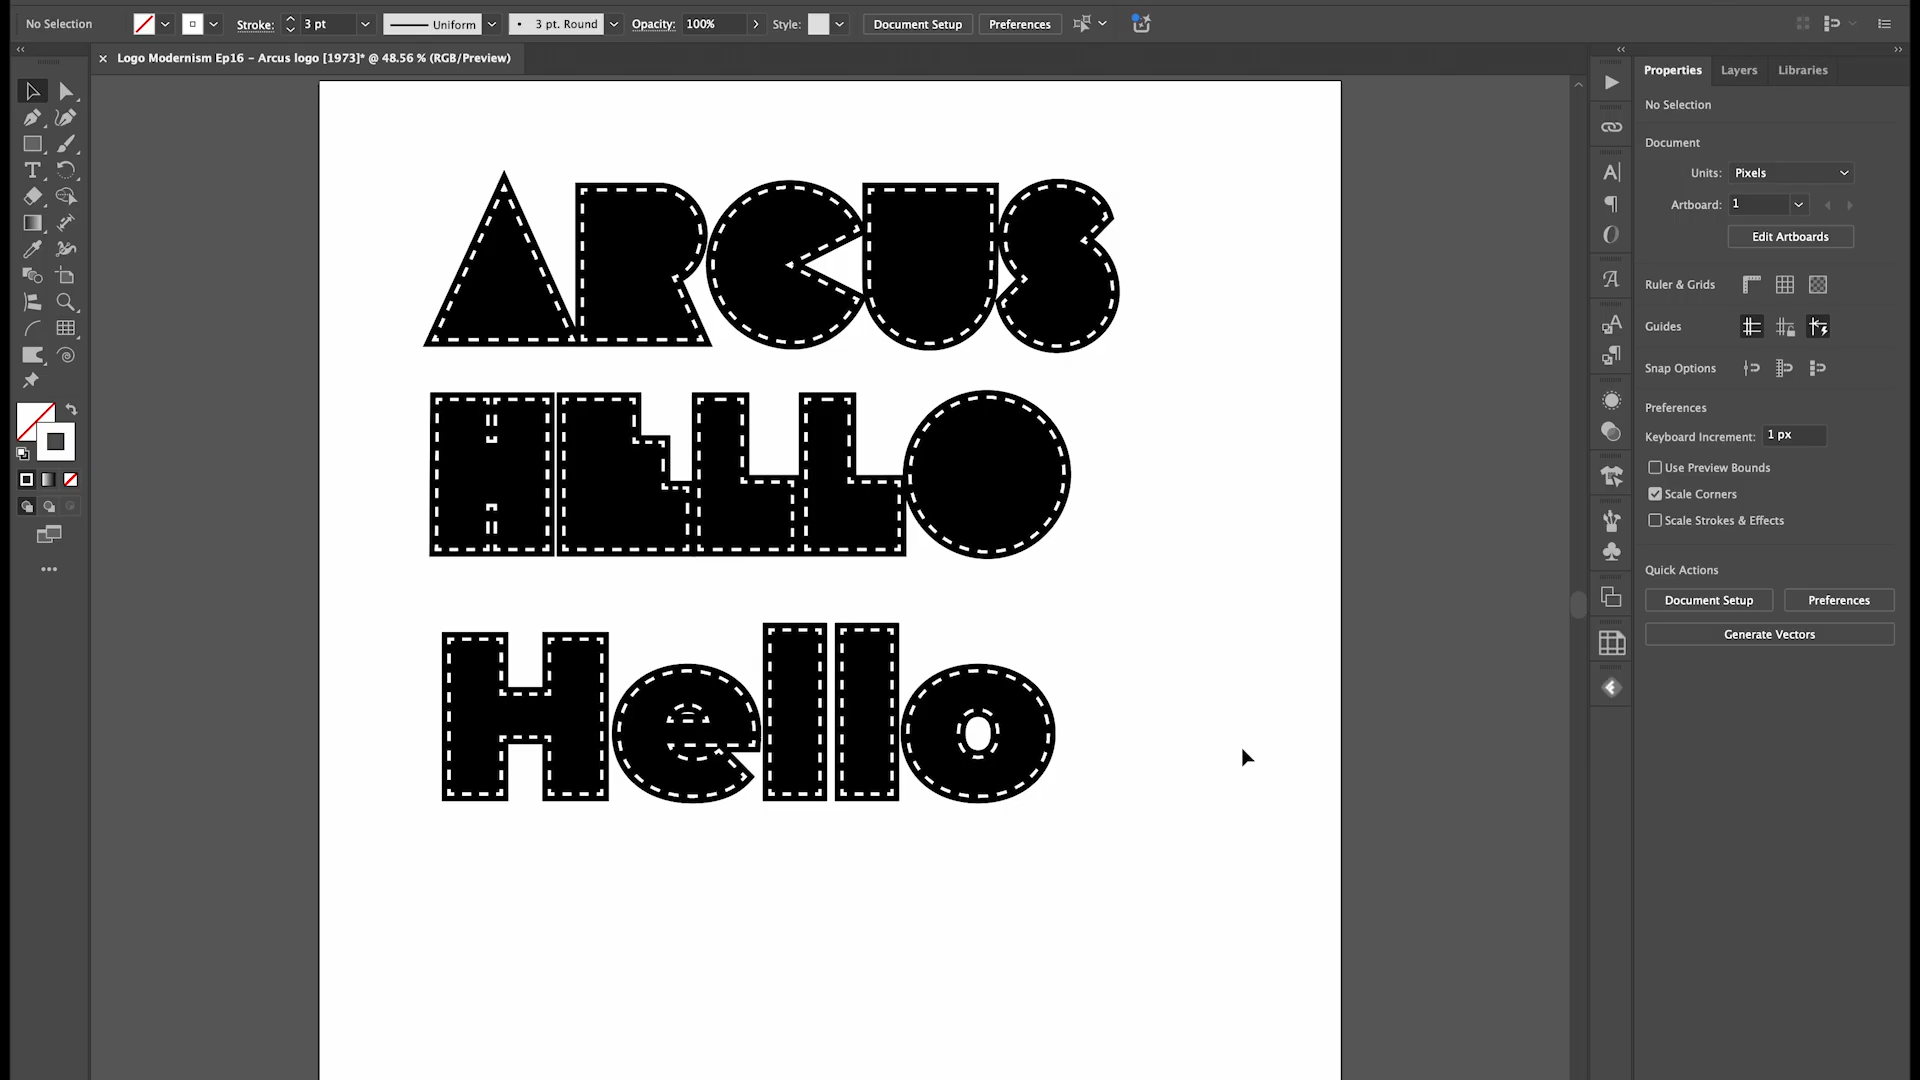 No Selection Stroke: 3 pt Uniform 3 pt. Round Opacity: 100% Style: Document Setup Preferences
Logo Modernism Ep16 – Arcus logo [1973]* @ 48.56 % (RGB/Preview)
Properties Layers Libraries
No Selection
Document
Units: Pixels
Artboard: 1
Edit Artboards
Ruler & Grids
Guides
Snap Options
Preferences
Keyboard Increment: 1 px
Use Preview Bounds
Scale Corners
Scale Strokes & Effects
Quick Actions
Document Setup Preferences
Generate Vectors
ARCUS
HELLO
Hello